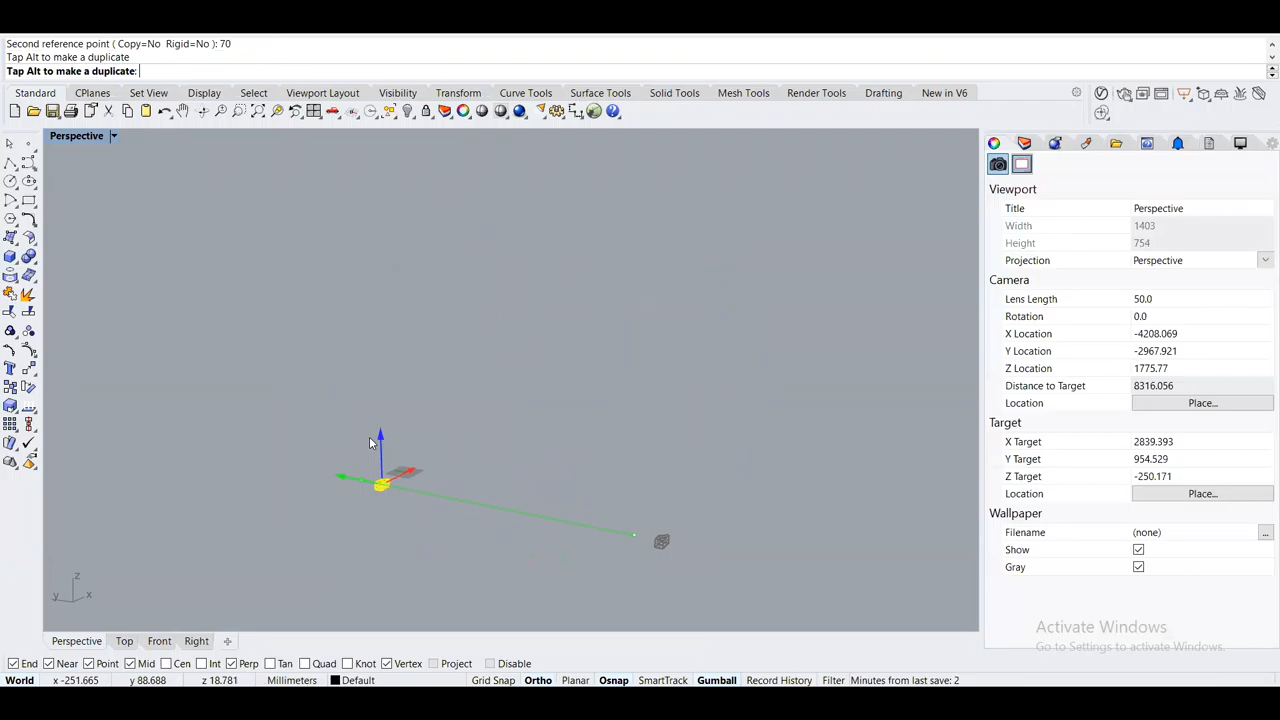 Second reference point ( Copy=No  Rigid=No ): 70
Tap Alt to make a duplicate
Tap Alt to make a duplicate:
Standard CPlanes Set View Display Select Viewport Layout Visibility Transform Curve Tools Surface Tools Solid Tools Mesh Tools Render Tools Drafting New in V6
Perspective
Viewport
Title Perspective
Width 1403
Height 754
Projection Perspective
Camera
Lens Length 50.0
Rotation 0.0
X Location -4208.069
Y Location -2967.921
Z Location 1775.77
Distance to Target 8316.056
Location Place...
Target
X Target 2839.393
Y Target 954.529
Z Target -250.171
Location Place...
Wallpaper
Filename (none) ...
Show
Gray
z
y x
Activate Windows
Go to Settings to activate Windows.
Perspective Top Front Right
End Near Point Mid Cen Int Perp Tan Quad Knot Vertex Project Disable
World x -251.665 y 88.688 z 18.781 Millimeters Default Grid Snap Ortho Planar Osnap SmartTrack Gumball Record History Filter Minutes from last save: 2